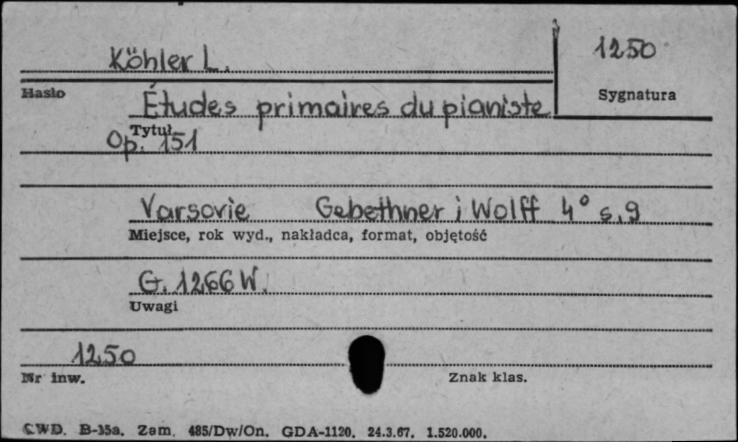 Köhler L.
1250
Hasło
Sygnatura
Études primaires du pianiste
Tytuł
Op. 151
Varsovie Gebethner i Wolff 4° s. 9
Miejsce, rok wyd., nakładca, format, objętość
G. 1266 W.
Uwagi
1250
Nr inw.
Znak klas.
CWD. B-35a. Zam. 485/Dw/On. GDA-1120. 24.3.67. 1.520.000.